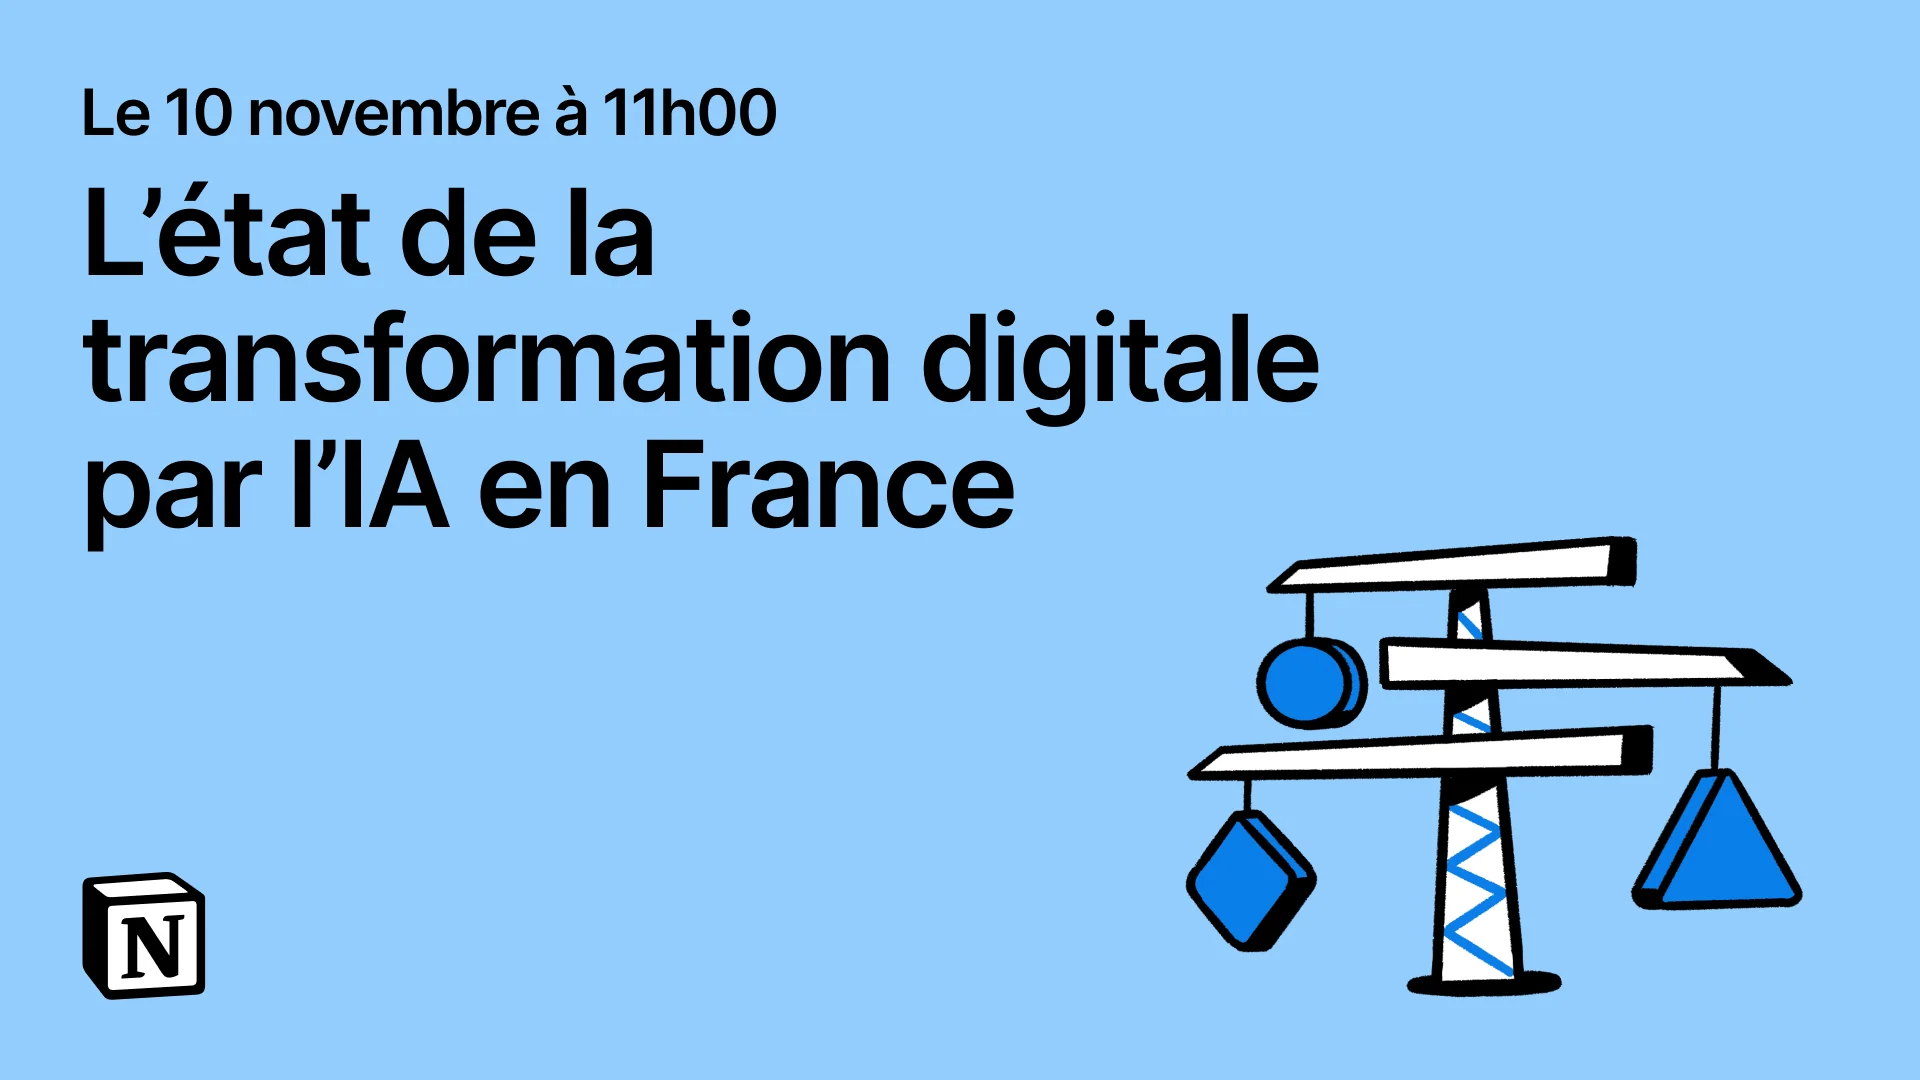 Le 10 novembre à 11h00
L’état de la
transformation digitale
par l’IA en France
N